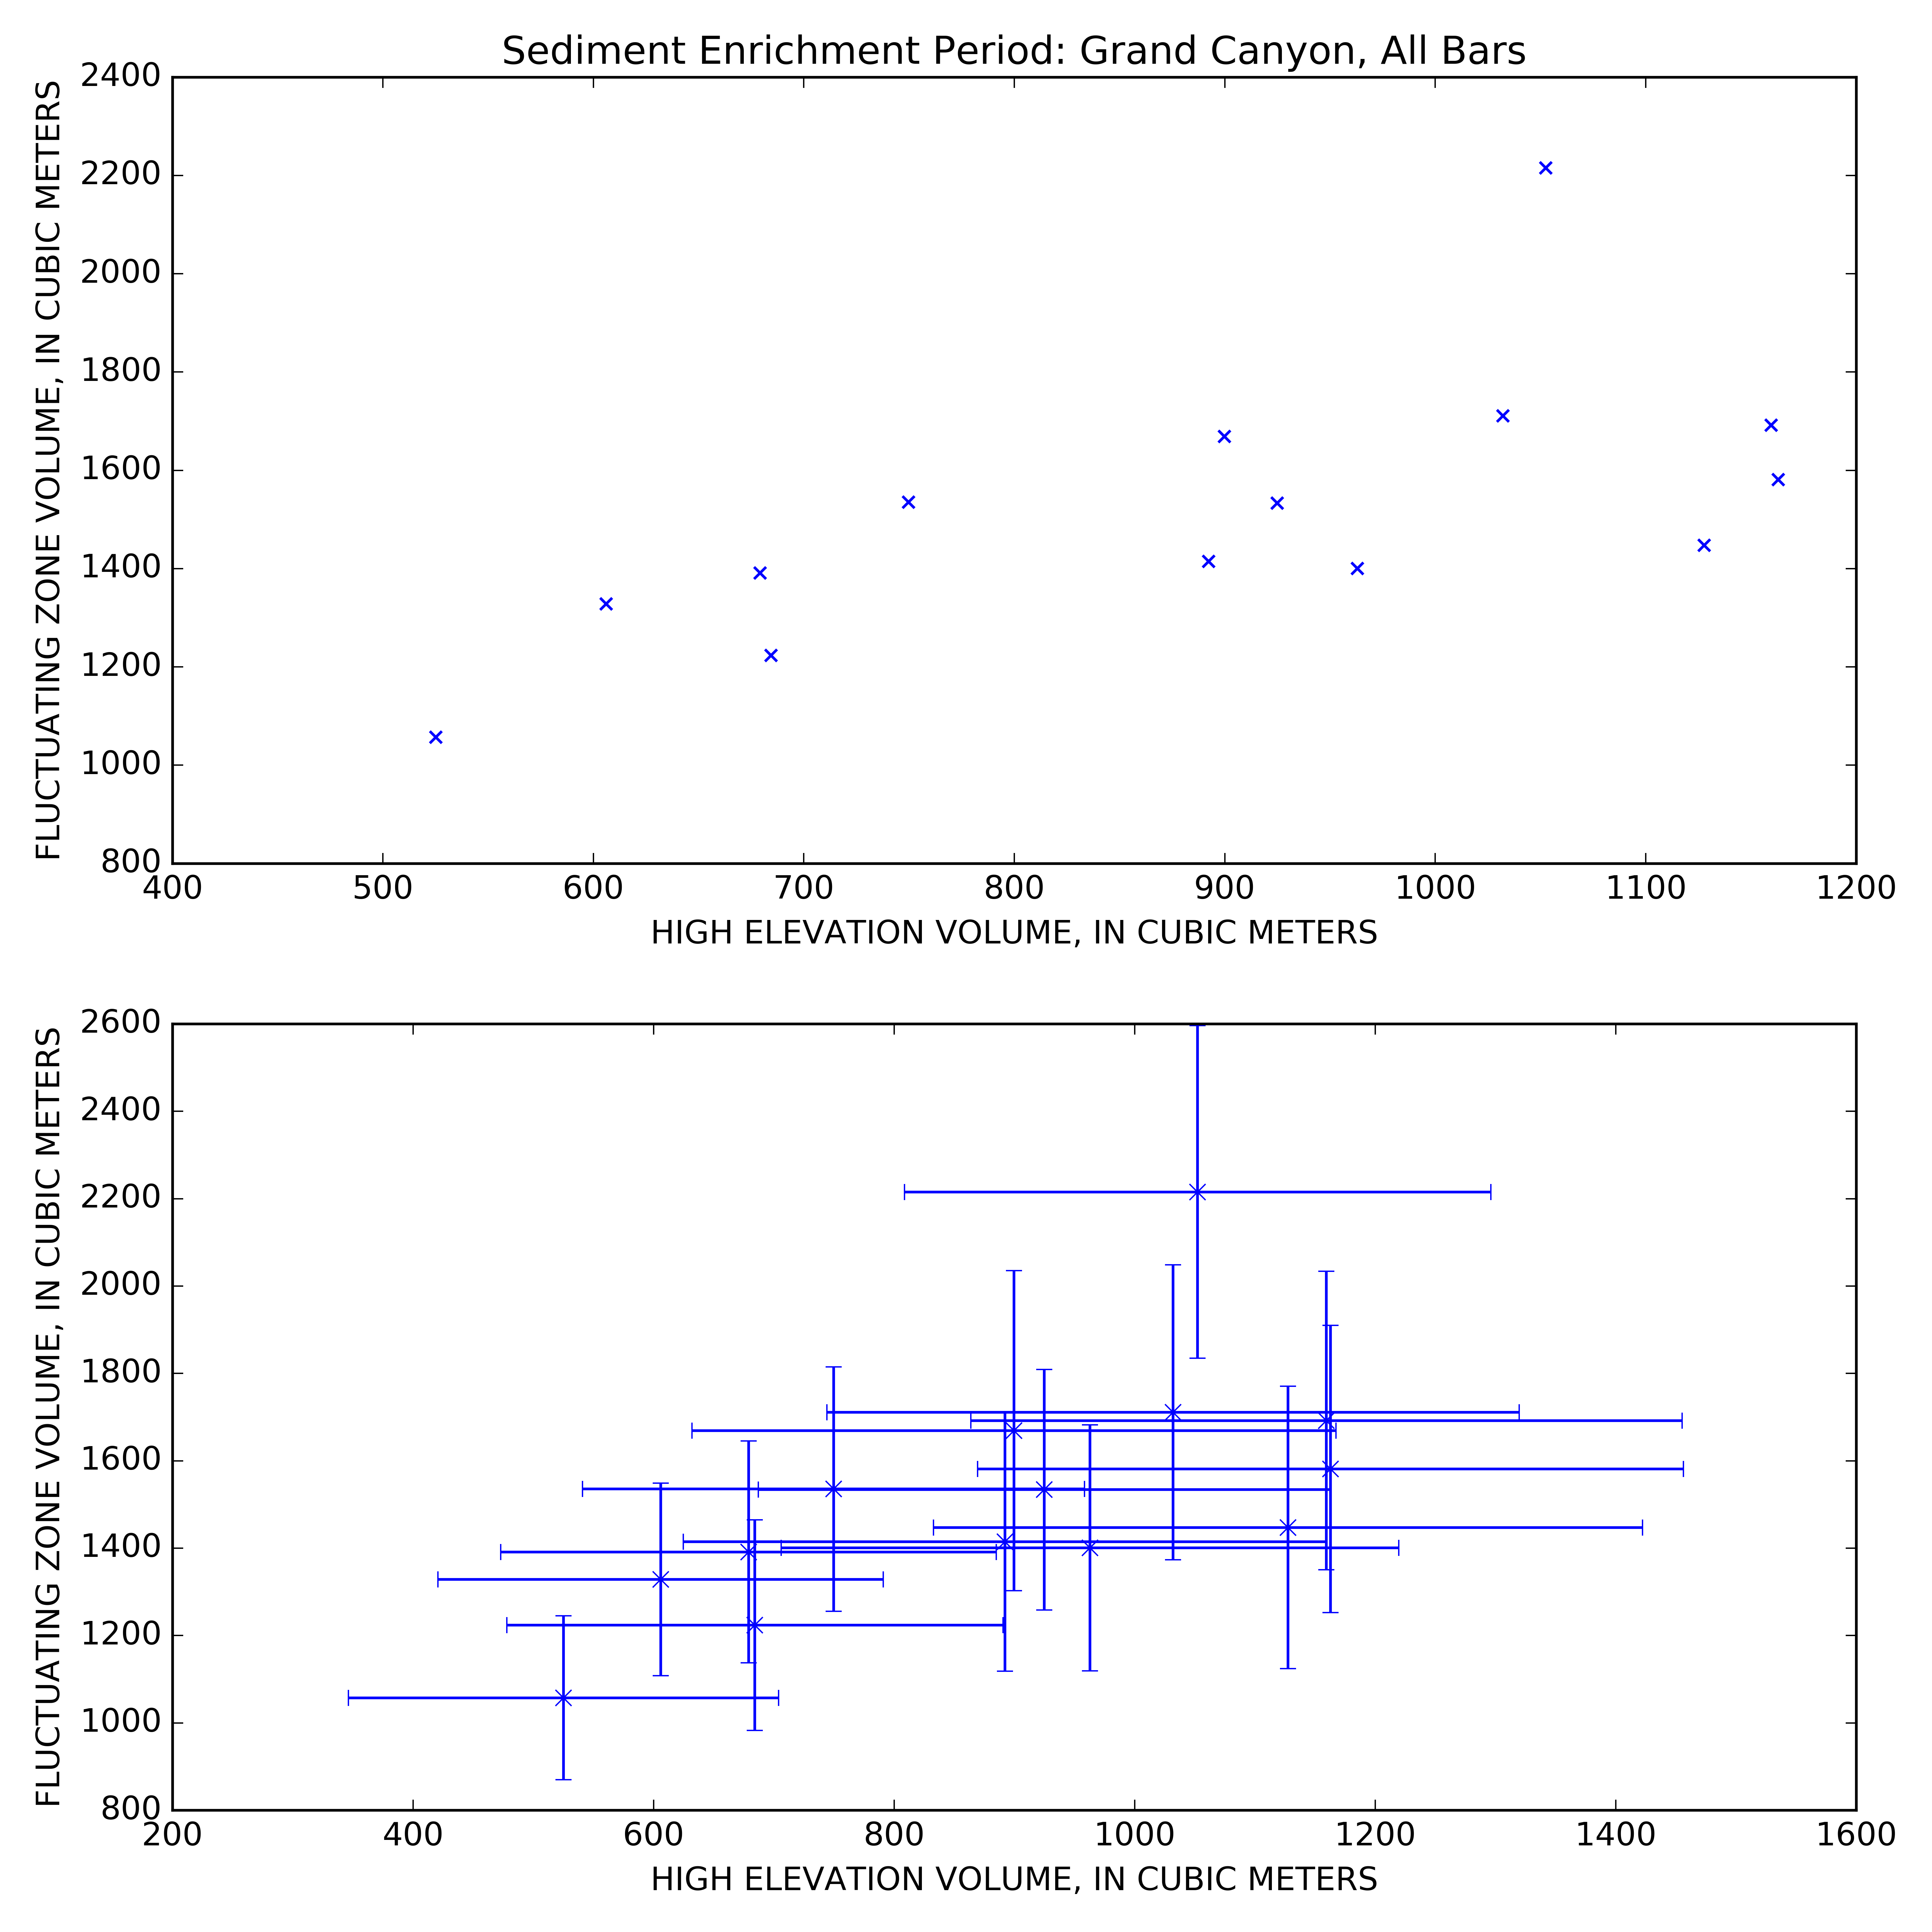 Sediment Enrichment Period: Grand Canyon, All Bars
FLUCTUATING ZONE VOLUME, IN CUBIC METERS
2400
2200
2000
1800
1600
1400
1200
1000
800
400 500 600 700 800 900 1000 1100 1200
HIGH ELEVATION VOLUME, IN CUBIC METERS
FLUCTUATING ZONE VOLUME, IN CUBIC METERS
2600
2400
2200
2000
1800
1600
1400
1200
1000
800
200 400 600 800 1000 1200 1400 1600
HIGH ELEVATION VOLUME, IN CUBIC METERS